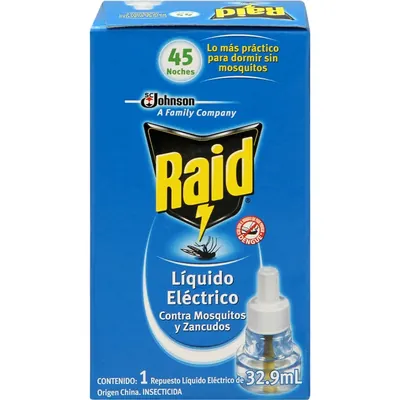 45
Noches
Lo más práctico
para dormir sin
mosquitos
SC Johnson
A Family Company
Raid
®
DENGUE
Líquido
Eléctrico
Contra Mosquitos
y Zancudos
CONTENIDO: 1 Repuesto Líquido Eléctrico de 32.9mL
Origen China. INSECTICIDA